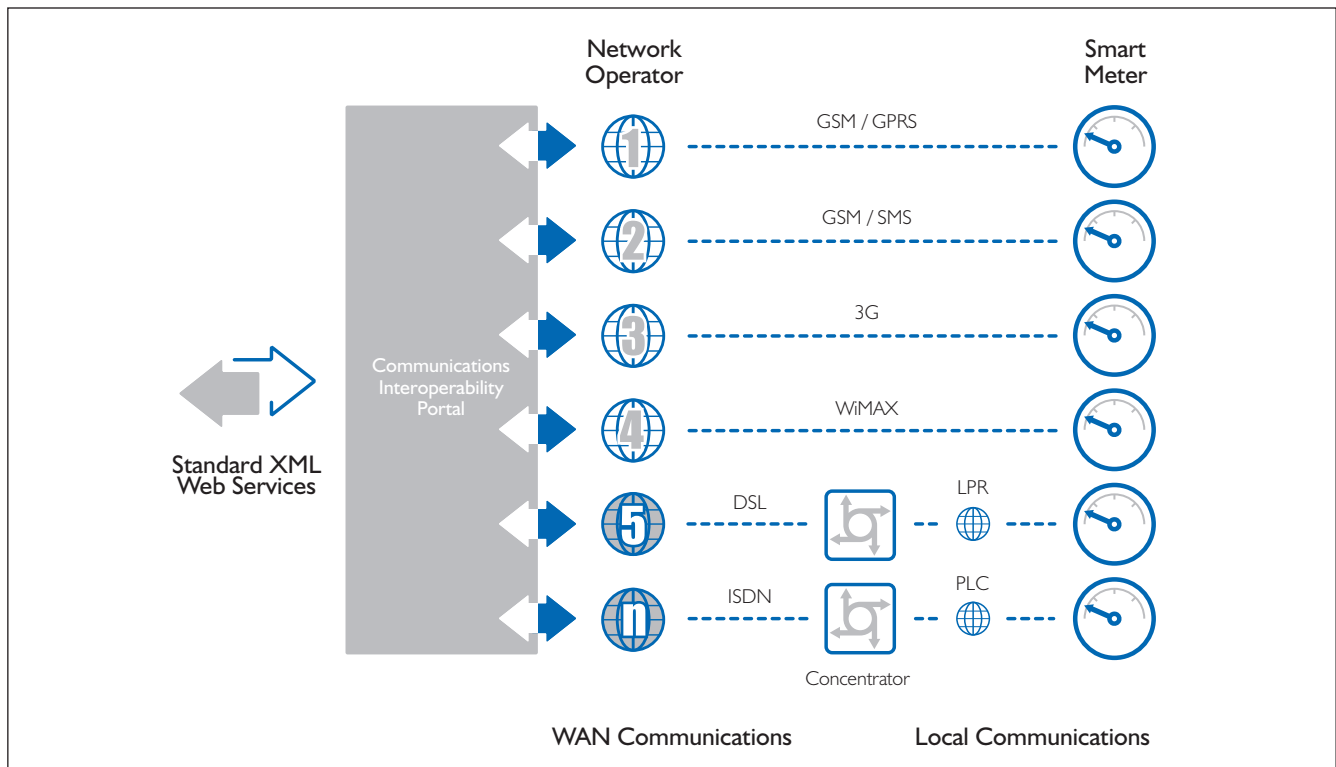 Network
Operator
Smart
Meter
1
GSM / GPRS
2
GSM / SMS
3
3G
Communications
Interoperability
Portal
4
WiMAX
Standard XML
Web Services
5
DSL
LPR
n
ISDN
PLC
Concentrator
WAN Communications
Local Communications